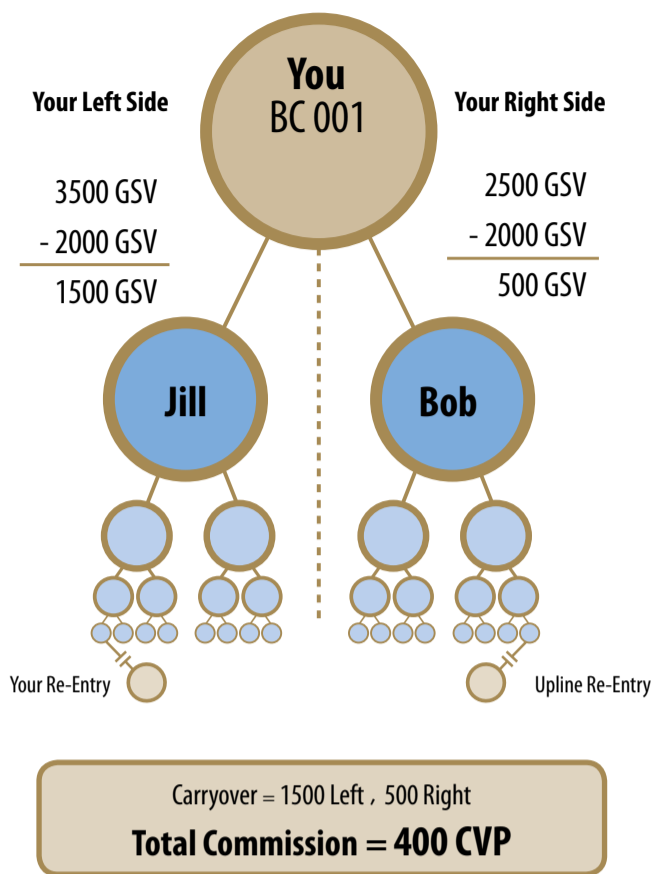 You
BC 001
Your Left Side
3500 GSV
- 2000 GSV
1500 GSV
Your Right Side
2500 GSV
- 2000 GSV
500 GSV
Jill
Bob
Your Re-Entry
Upline Re-Entry
Carryover = 1500 Left , 500 Right
Total Commission = 400 CVP